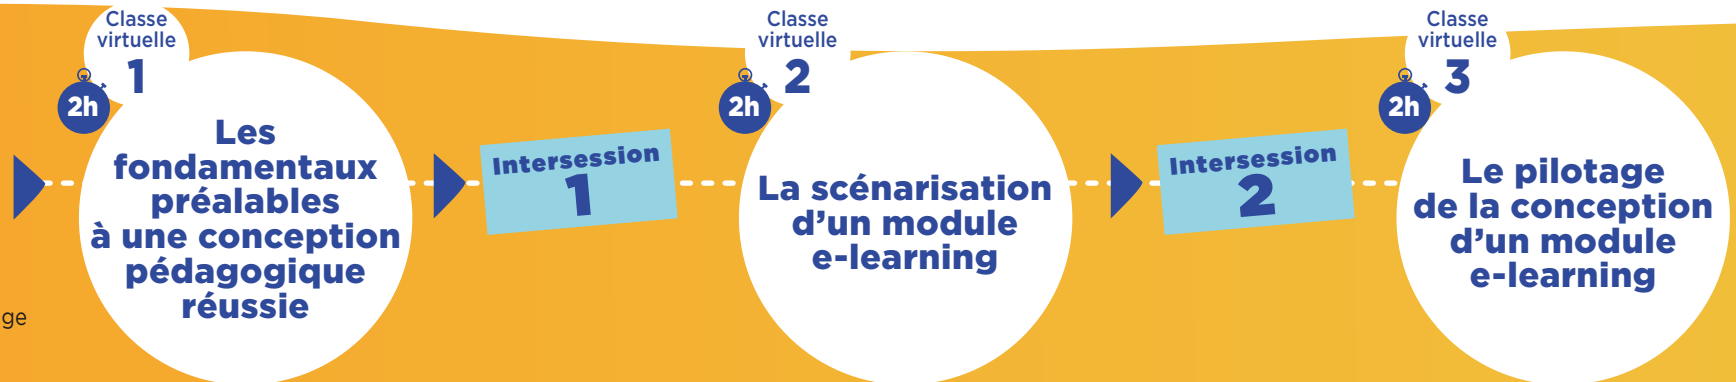 Classe
virtuelle
1
2h
Les
fondamentaux
préalables
à une conception
pédagogique
réussie
Intersession
1
Classe
virtuelle
2
2h
La scénarisation
d’un module
e-learning
Intersession
2
Classe
virtuelle
3
2h
Le pilotage
de la conception
d’un module
e-learning
ge